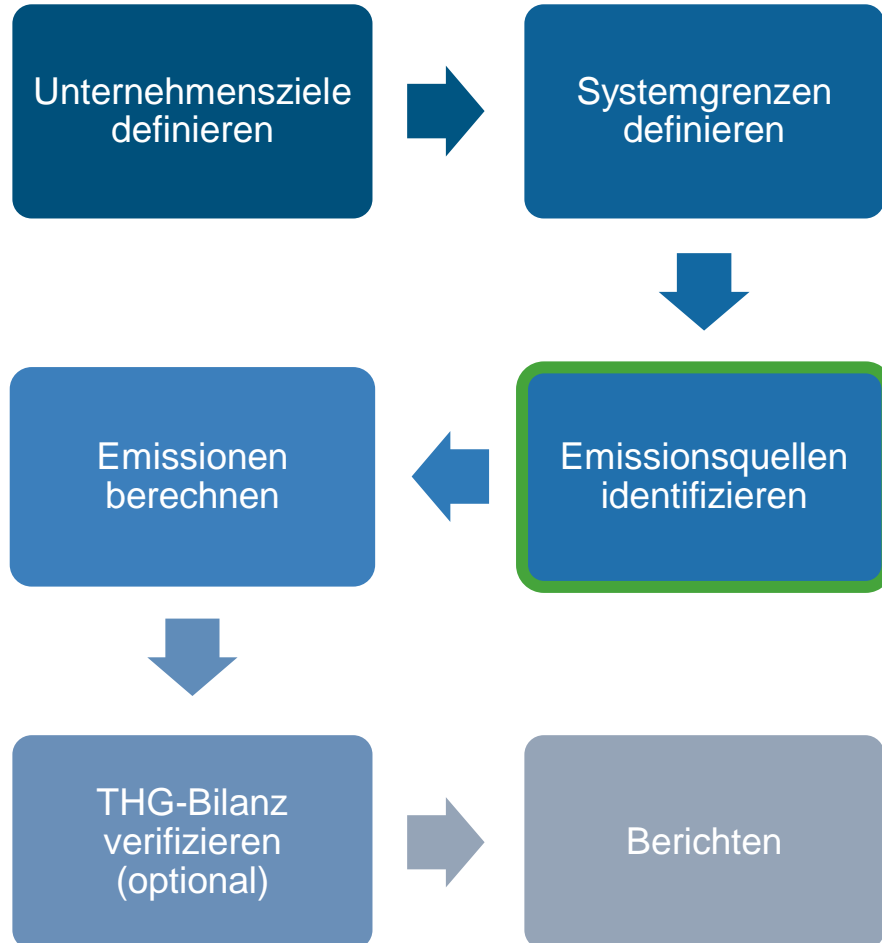 Unternehmensziele
definieren
Systemgrenzen
definieren
Emissionsquellen
identifizieren
Emissionen
berechnen
THG-Bilanz
verifizieren
(optional)
Berichten